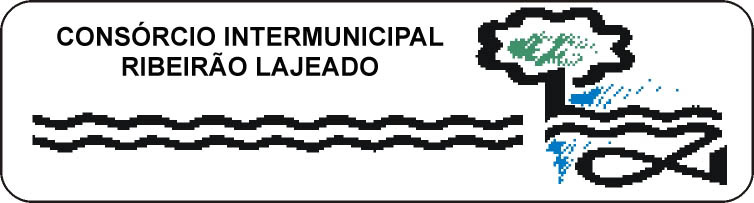 CONSÓRCIO INTERMUNICIPAL
RIBEIRÃO LAJEADO